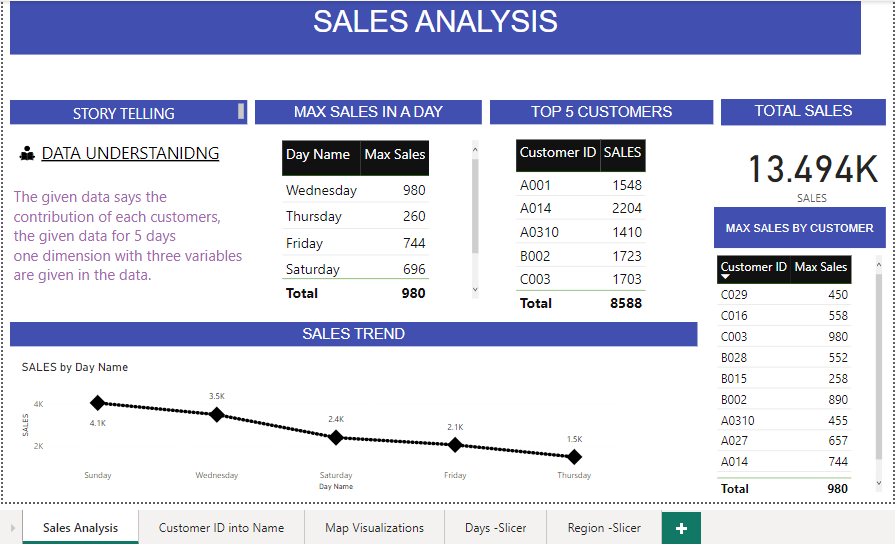 SALES ANALYSIS
STORY TELLING
DATA UNDERSTANIDNG
The given data says the
contribution of each customers,
the given data for 5 days
one dimension with three variables
are given in the data.
MAX SALES IN A DAY
Day Name Max Sales
Wednesday 980
Thursday 260
Friday 744
Saturday 696
Total 980
TOP 5 CUSTOMERS
Customer ID SALES
A001 1548
A014 2204
A0310 1410
B002 1723
C003 1703
Total 8588
TOTAL SALES
13.494K
SALES
MAX SALES BY CUSTOMER
Customer ID Max Sales
C029 450
C016 558
C003 980
B028 552
B015 258
B002 890
A0310 455
A027 657
A014 744
Total 980
SALES TREND
SALES by Day Name
SALES
4K
2K
4.1K
3.5K
2.4K
2.1K
1.5K
Sunday Wednesday Saturday Friday Thursday
Day Name
Sales Analysis Customer ID into Name Map Visualizations Days -Slicer Region -Slicer +